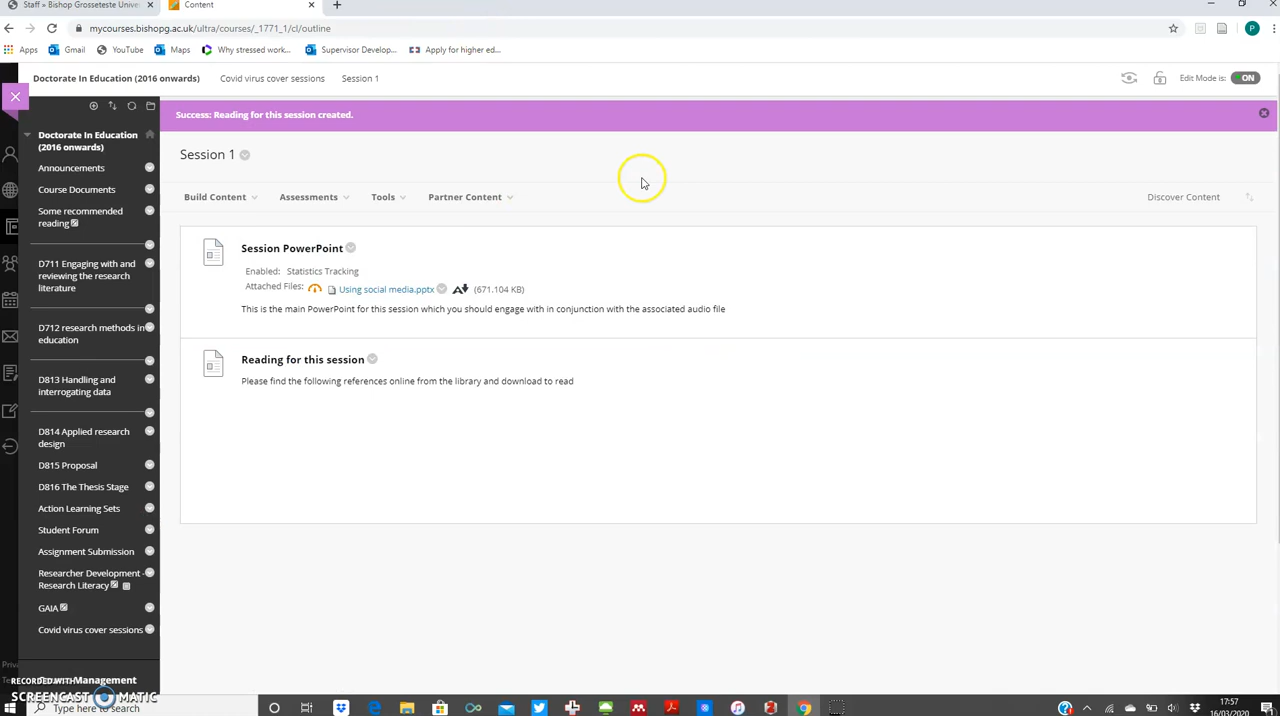 Staff » Bishop Grosseteste Unive
Content
mycourses.bishopg.ac.uk/ultra/courses/_1771_1/cl/outline
P
Apps
Gmail
YouTube
Maps
Why stressed work...
Supervisor Develop...
Apply for higher ed...
Doctorate In Education (2016 onwards)
Covid virus cover sessions
Session 1
Edit Mode is:
ON
Success: Reading for this session created.
Doctorate In Education
(2016 onwards)
Announcements
Course Documents
Some recommended
reading
D711 Engaging with and
reviewing the research
literature
D712 research methods in
education
D813 Handling and
interrogating data
D814 Applied research
design
D815 Proposal
D816 The Thesis Stage
Action Learning Sets
Student Forum
Assignment Submission
Researcher Development -
Research Literacy
GAIA
Covid virus cover sessions
Session 1
Build Content
Assessments
Tools
Partner Content
Discover Content
Session PowerPoint
Enabled: Statistics Tracking
Attached Files: Using social media.pptx (671.104 KB)
This is the main PowerPoint for this session which you should engage with in conjunction with the associated audio file
Reading for this session
Please find the following references online from the library and download to read
Management
RECORDED WITH
SCREENCAST MATIC
Type here to search
17:57
16/03/2020